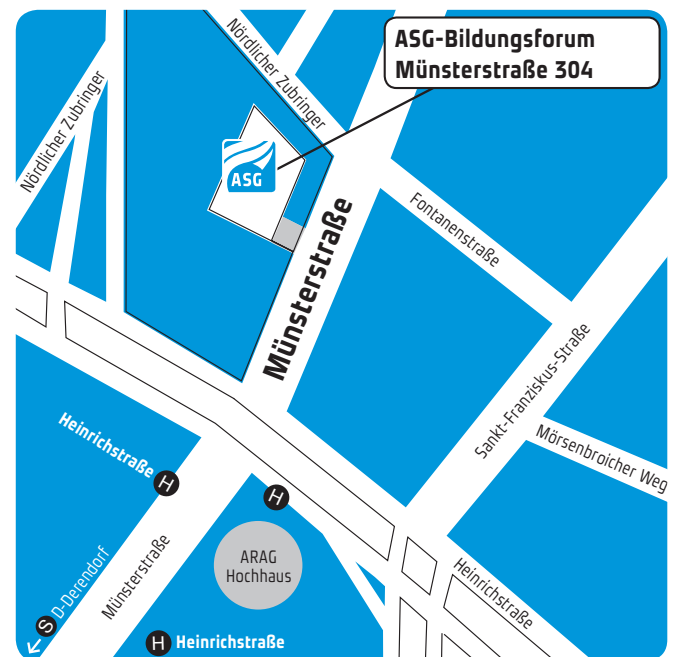 ASG-Bildungsforum
Münsterstraße 304
Nördlicher Zubringer
Nördlicher Zubringer
ASG
Münsterstraße
Fontanenstraße
Sankt-Franziskus-Straße
Mörsenbroicher Weg
Heinrichstraße
H
H
ARAG
Hochhaus
Heinrichstraße
Münsterstraße
S D-Derendorf
H Heinrichstraße